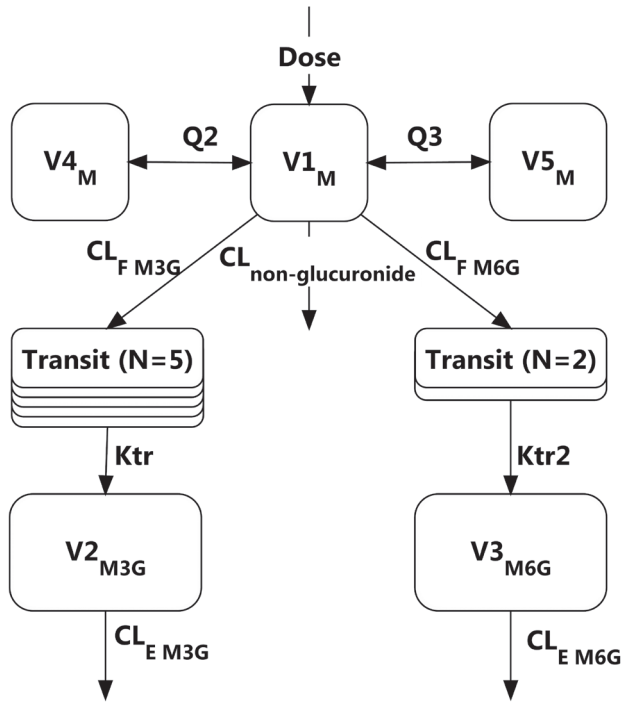 Dose
V4M
Q2
V1M
Q3
V5M
CLF M3G
CLnon-glucuronide
CLF M6G
Transit (N=5)
Transit (N=2)
Ktr
Ktr2
V2M3G
V3M6G
CLE M3G
CLE M6G